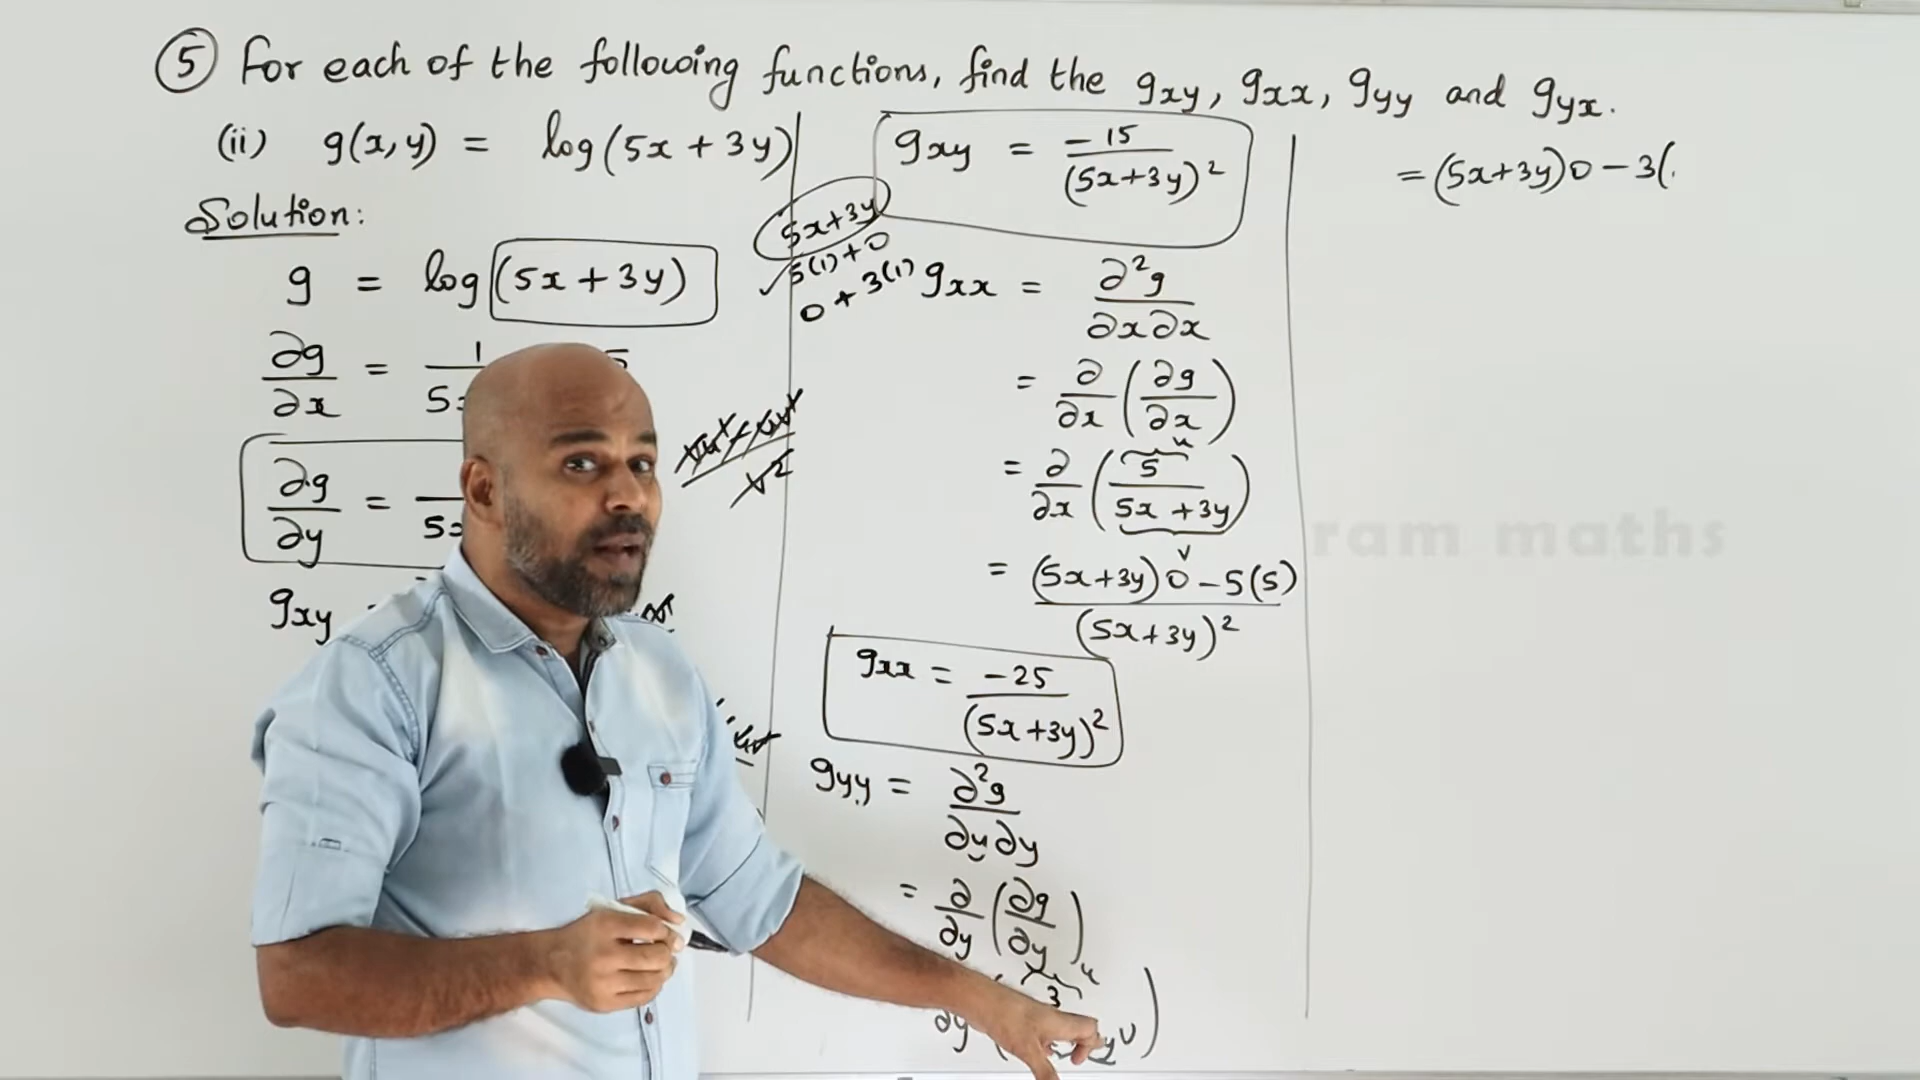 ⑤ For each of the following functions, find the gxy, gxx, gyy and gyx.
(ii) g(x,y) = log(5x+3y)
Solution:
g = log(5x+3y)
∂g/∂x = 1/5x
∂g/∂y = 5x
gxy
5x+3y
5(1)+0
0+3(1)
gxy = -15/(5x+3y)²
gxx = ∂²g/∂x∂x
= ∂/∂x (∂g/∂x)
u
= ∂/∂x (5/5x+3y)
v
= (5x+3y)0-5(5)/(5x+3y)²
gxx = -25/(5x+3y)²
gyy = ∂²g/∂y∂y
= ∂/∂y (∂g/∂y)
u
∂y (3
y v)
= (5x+3y)0-3(
ram maths